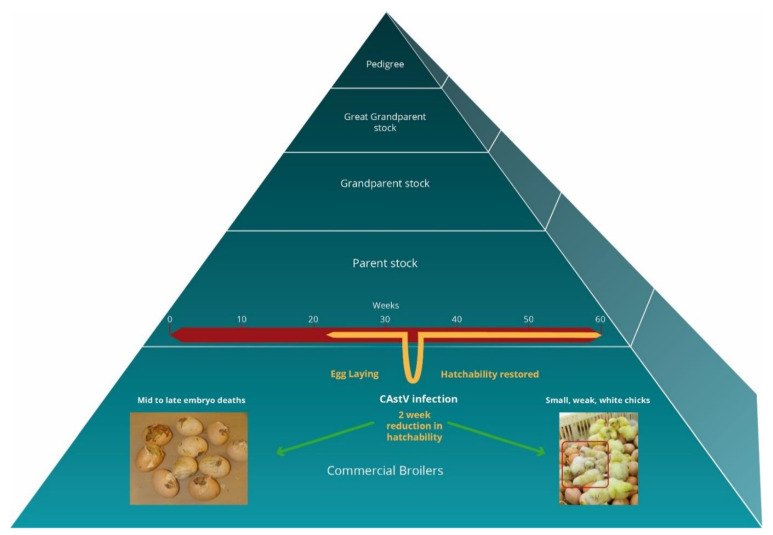 Pedigree
Great Grandparent
stock
Grandparent stock
Parent stock
Weeks
0 10 20 30 40 50 60
Egg Laying Hatchability restored
Mid to late embryo deaths CAstV infection Small, weak, white chicks
2 week
reduction in
hatchability
Commercial Broilers